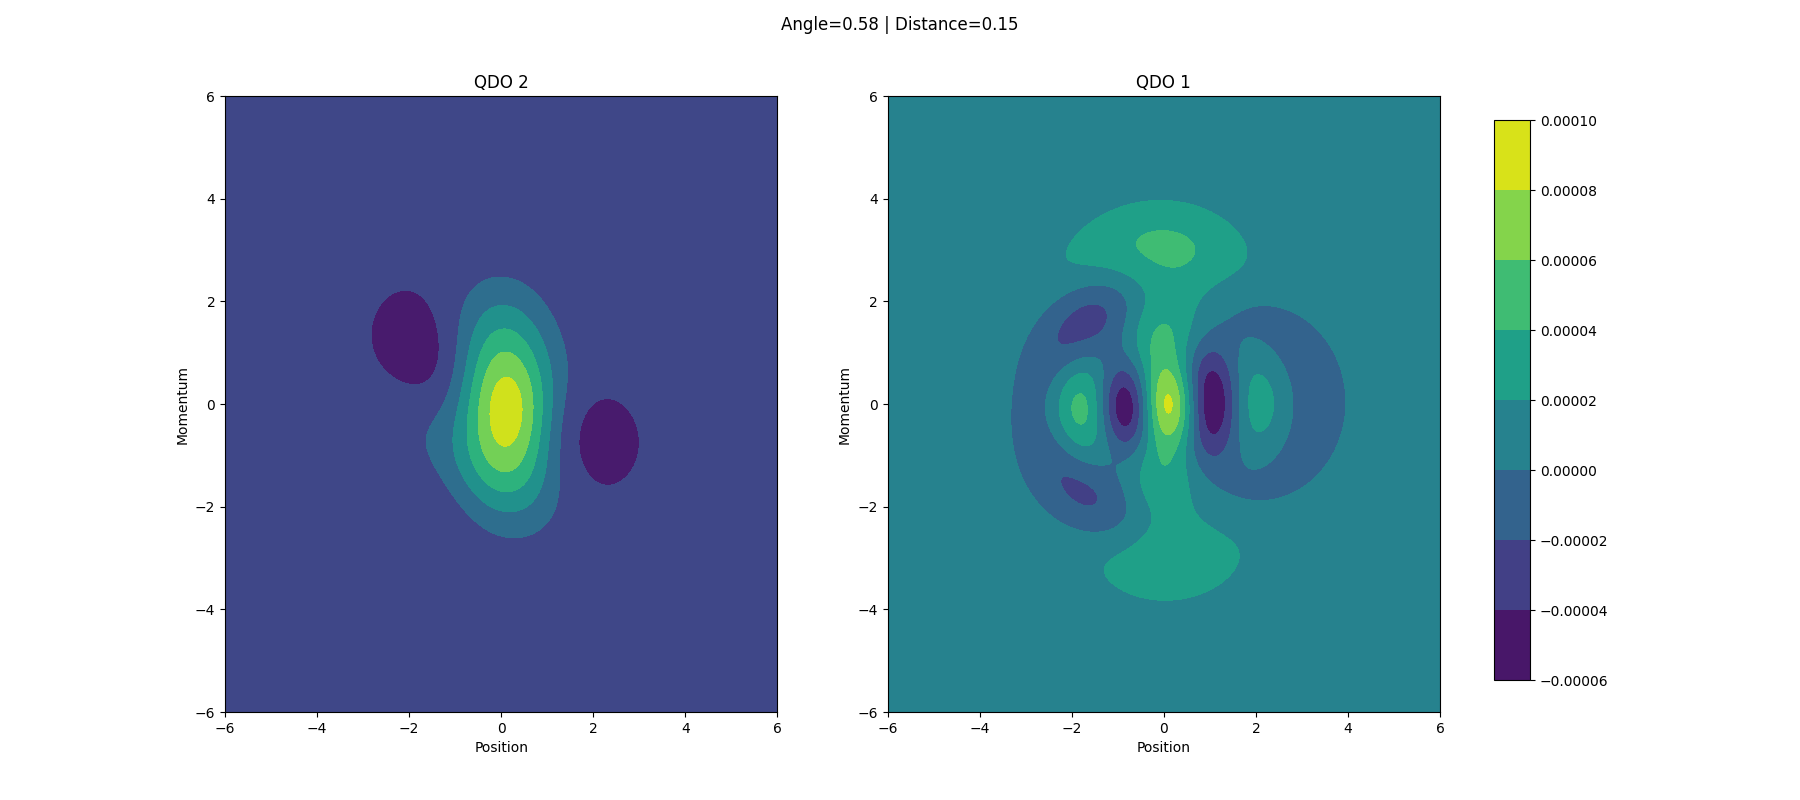 Angle=0.58 | Distance=0.15
QDO 2
6
4
2
0
−2
−4
−6
Momentum
−6 −4 −2 0 2 4 6
Position
QDO 1
6
4
2
0
−2
−4
−6
Momentum
−6 −4 −2 0 2 4 6
Position
0.00010
0.00008
0.00006
0.00004
0.00002
0.00000
−0.00002
−0.00004
−0.00006